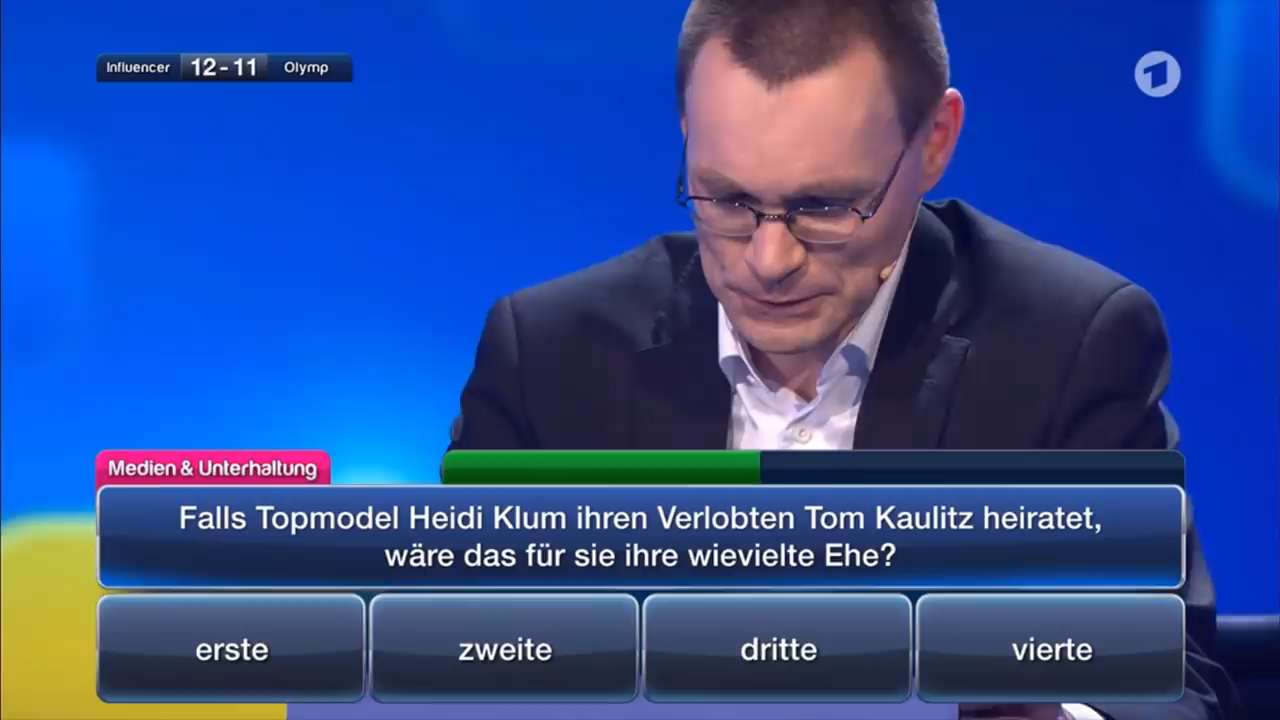 Influencer 12-11 Olymp
1
Medien & Unterhaltung
Falls Topmodel Heidi Klum ihren Verlobten Tom Kaulitz heiratet,
wäre das für sie ihre wievielte Ehe?
erste zweite dritte vierte